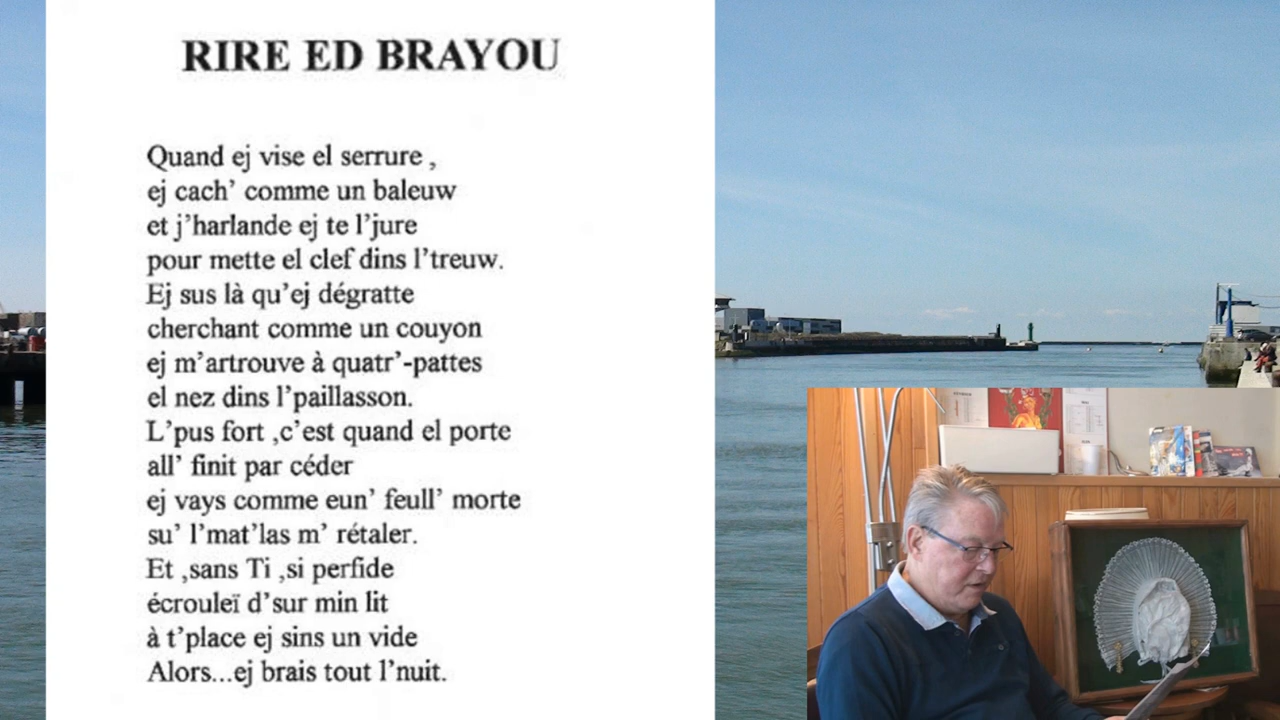 RIRE ED BRAYOU
Quand ej vise el serrure ,
ej cach' comme un baleuw
et j'harlande ej te l'jure
pour mette el clef dins l'treuw.
Ej sus là qu'ej dégratte
cherchant comme un couyon
ej m'artrouve à quatr'-pattes
el nez dins l'paillasson.
L'pus fort ,c'est quand el porte
all' finit par céder
ej vays comme eun' feull' morte
su' l'mat'las m' rétaler.
Et ,sans Ti ,si perfide
écrouleï d'sur min lit
à t'place ej sins un vide
Alors...ej brais tout l'nuit.